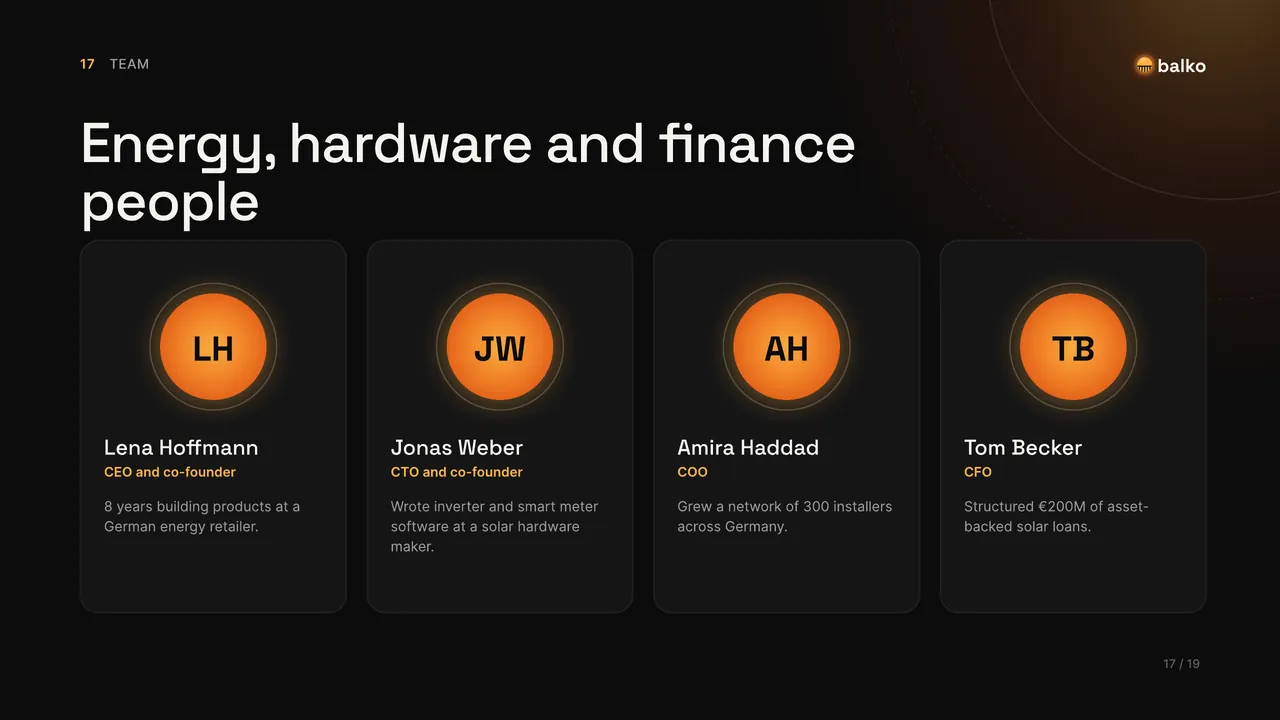 17 TEAM
balko
Energy, hardware and finance
people
LH
Lena Hoffmann
CEO and co-founder
8 years building products at a
German energy retailer.
JW
Jonas Weber
CTO and co-founder
Wrote inverter and smart meter
software at a solar hardware
maker.
AH
Amira Haddad
COO
Grew a network of 300 installers
across Germany.
TB
Tom Becker
CFO
Structured €200M of asset-
backed solar loans.
17 / 19